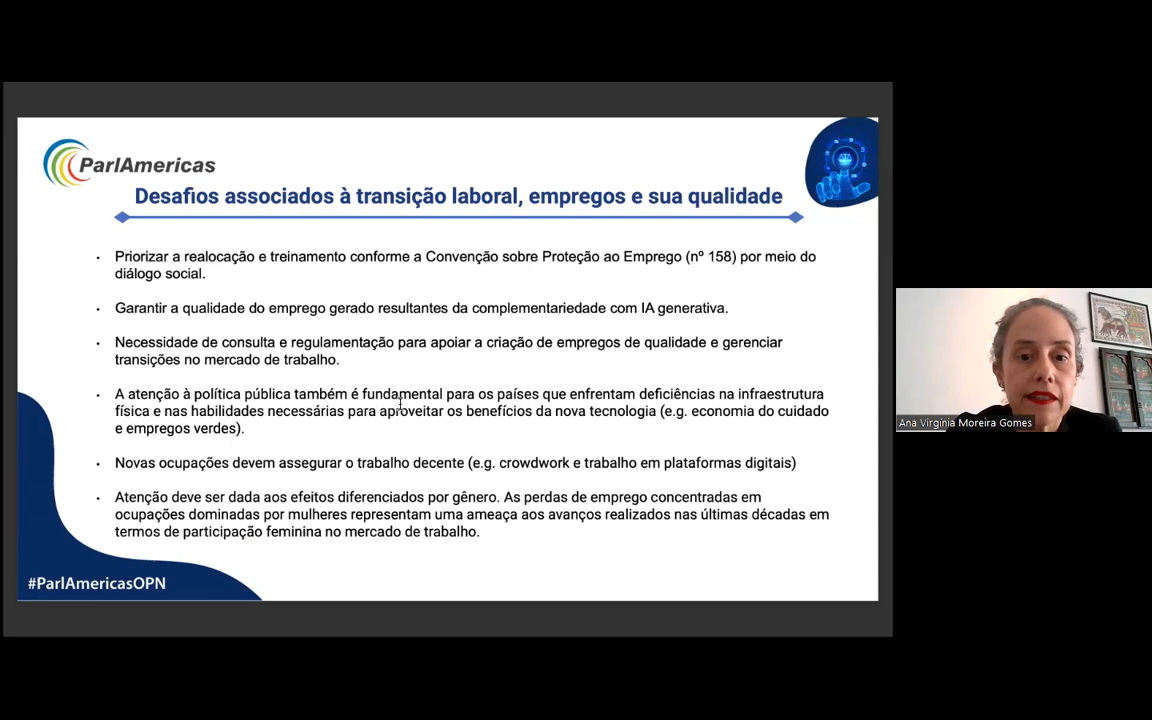 ParlAmericas
Desafios associados à transição laboral, empregos e sua qualidade
• Priorizar a realocação e treinamento conforme a Convenção sobre Proteção ao Emprego (nº 158) por meio do
diálogo social.
• Garantir a qualidade do emprego gerado resultantes da complementariedade com IA generativa.
• Necessidade de consulta e regulamentação para apoiar a criação de empregos de qualidade e gerenciar
transições no mercado de trabalho.
• A atenção à política pública também é fundamental para os países que enfrentam deficiências na infraestrutura
física e nas habilidades necessárias para aproveitar os benefícios da nova tecnologia (e.g. economia do cuidado
e empregos verdes).
• Novas ocupações devem assegurar o trabalho decente (e.g. crowdwork e trabalho em plataformas digitais)
• Atenção deve ser dada aos efeitos diferenciados por gênero. As perdas de emprego concentradas em
ocupações dominadas por mulheres representam uma ameaça aos avanços realizados nas últimas décadas em
termos de participação feminina no mercado de trabalho.
#ParlAmericasOPN
Ana Virgínia Moreira Gomes